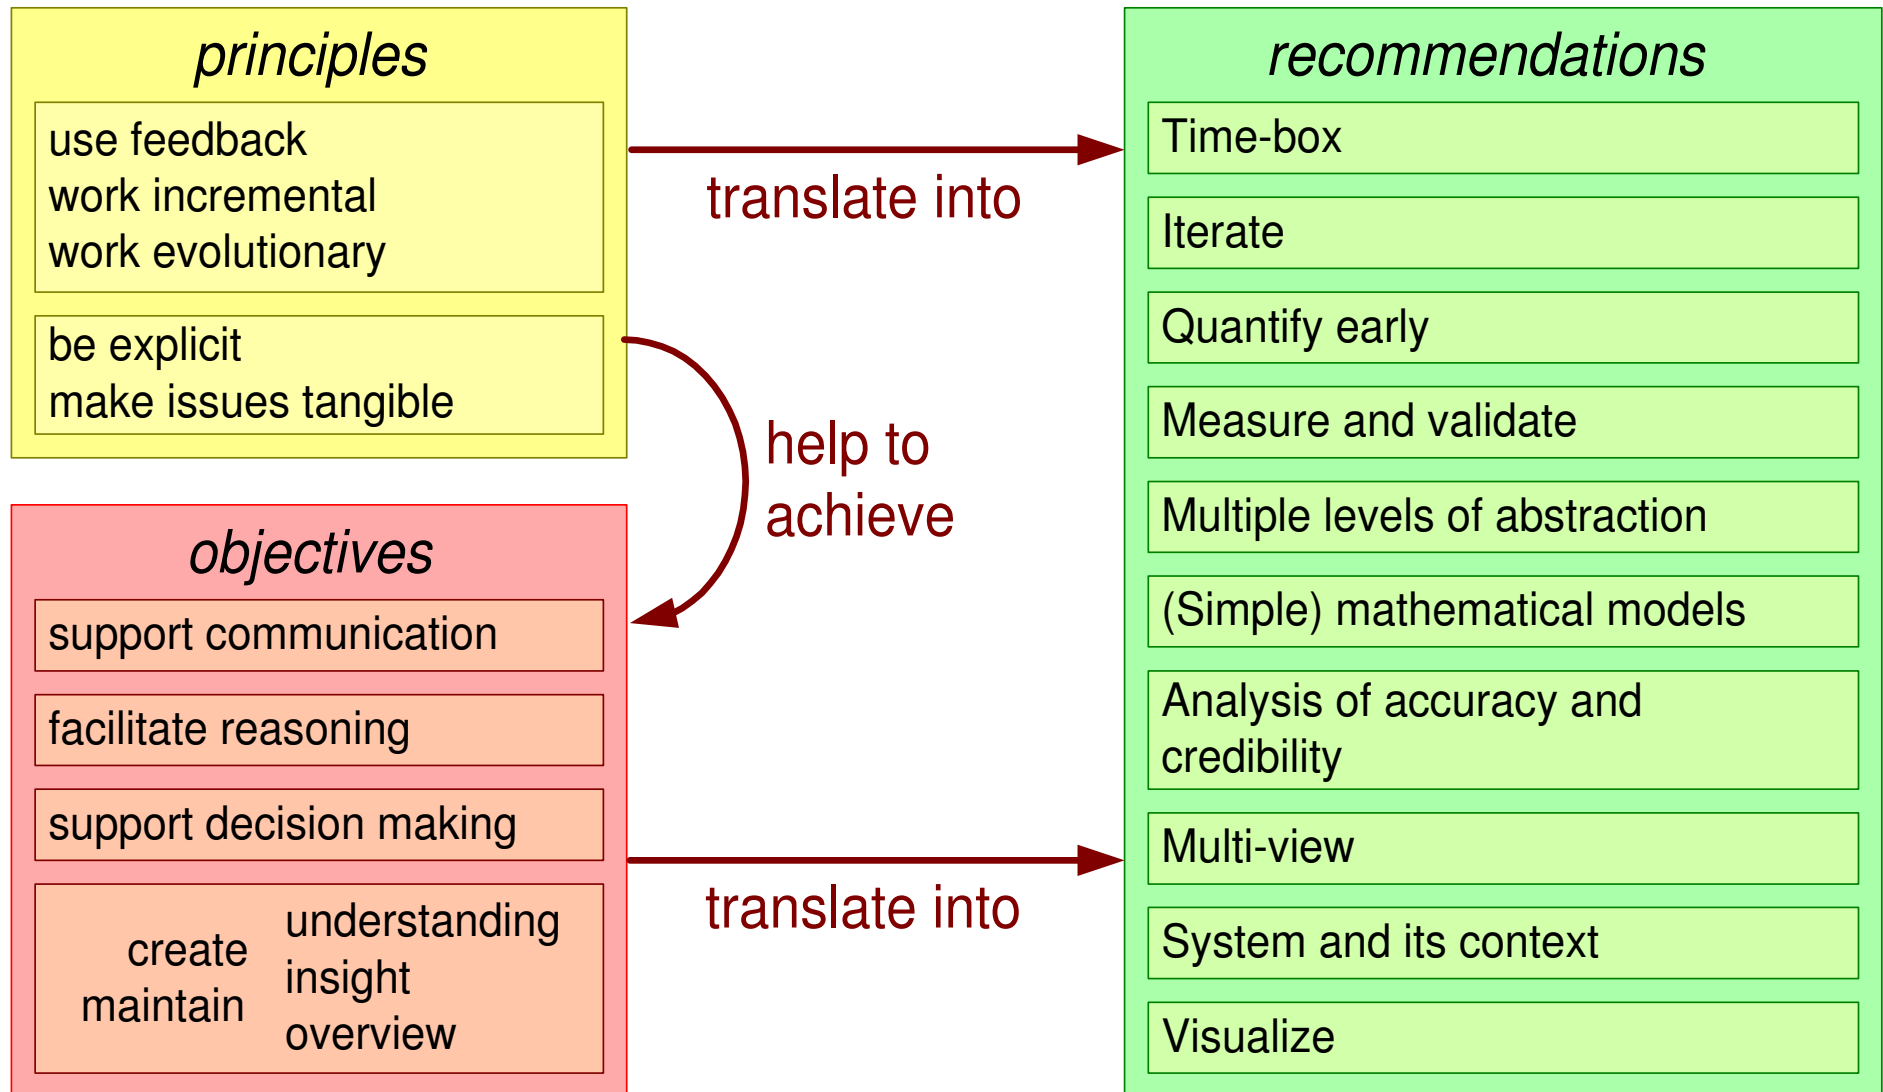 principles
use feedback
work incremental
work evolutionary
be explicit
make issues tangible
objectives
support communication
facilitate reasoning
support decision making
create
maintain
understanding
insight
overview
translate into
help to
achieve
translate into
recommendations
Time-box
Iterate
Quantify early
Measure and validate
Multiple levels of abstraction
(Simple) mathematical models
Analysis of accuracy and
credibility
Multi-view
System and its context
Visualize